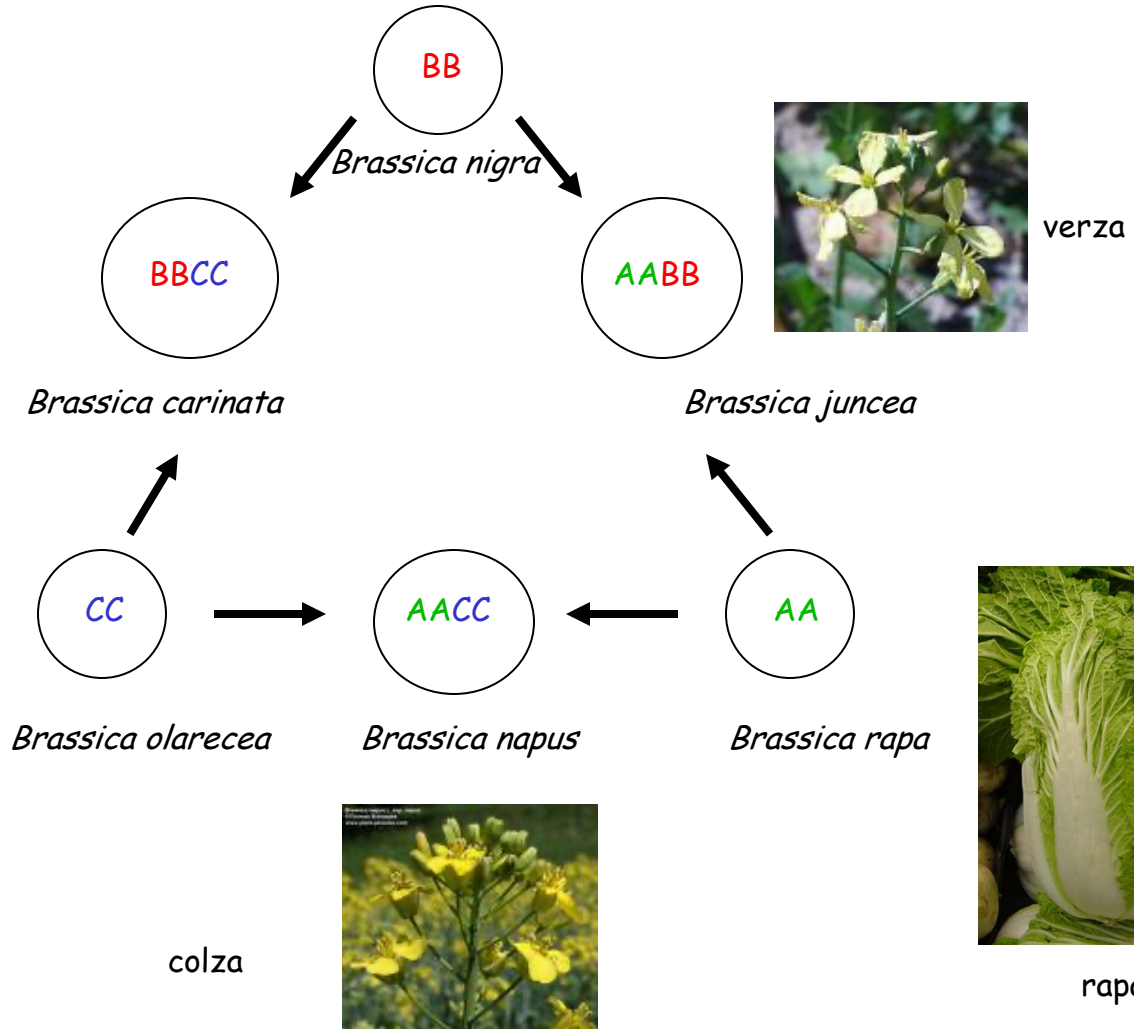 BB
Brassica nigra
verza
BBCC
AABB
Brassica carinata
Brassica juncea
CC
AACC
AA
Brassica olarecea
Brassica napus
Brassica rapa
colza